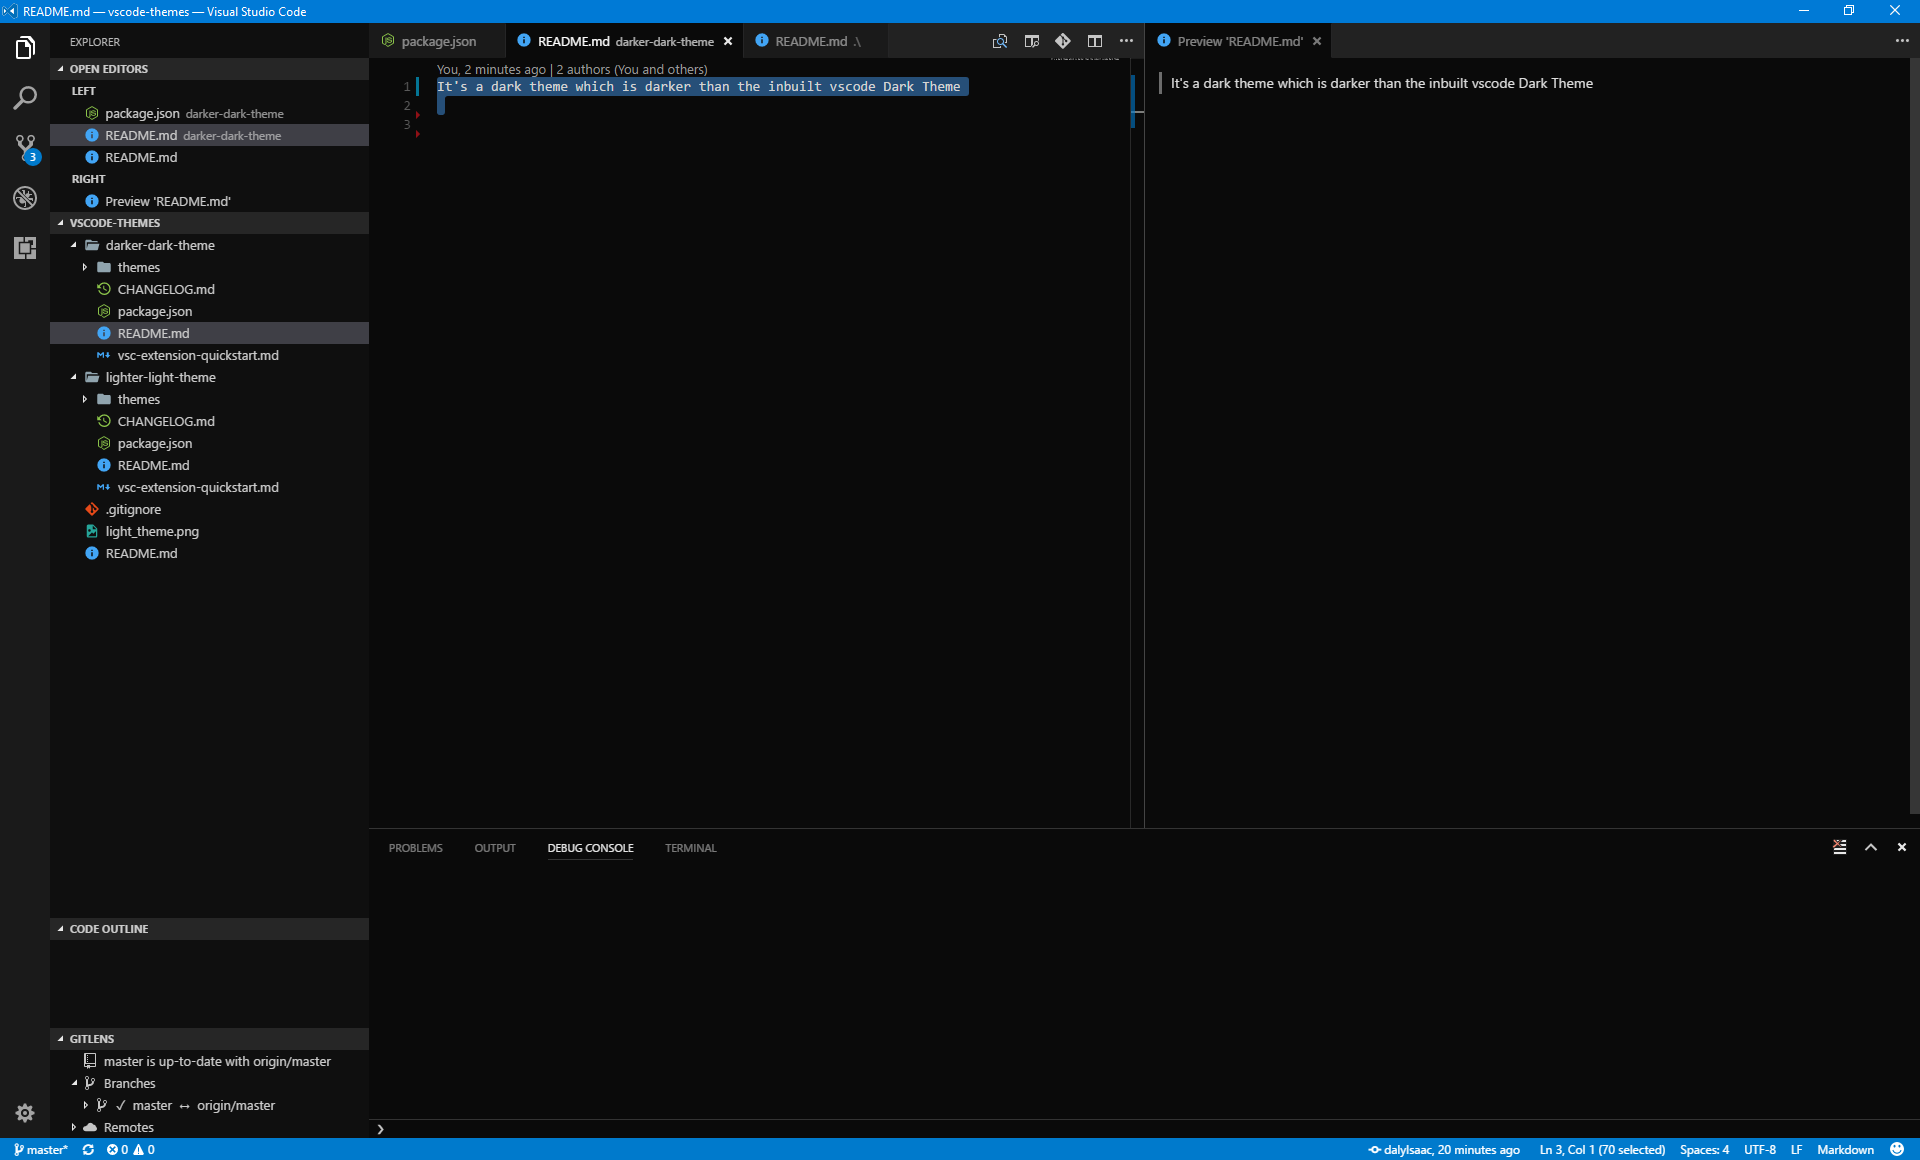 README.md — vscode-themes — Visual Studio Code
EXPLORER
OPEN EDITORS
LEFT
package.json darker-dark-theme
README.md darker-dark-theme
README.md
RIGHT
Preview 'README.md'
VSCODE-THEMES
darker-dark-theme
themes
CHANGELOG.md
package.json
README.md
vsc-extension-quickstart.md
lighter-light-theme
themes
CHANGELOG.md
package.json
README.md
vsc-extension-quickstart.md
.gitignore
light_theme.png
README.md
CODE OUTLINE
GITLENS
master is up-to-date with origin/master
Branches
✓ master ↔ origin/master
Remotes
3
package.json
README.md darker-dark-theme
README.md .\
You, 2 minutes ago | 2 authors (You and others)
1 It's a dark theme which is darker than the inbuilt vscode Dark Theme
2
3
Preview 'README.md'
It's a dark theme which is darker than the inbuilt vscode Dark Theme
PROBLEMS OUTPUT DEBUG CONSOLE TERMINAL
master* 0 0 dalyIsaac, 20 minutes ago Ln 3, Col 1 (70 selected) Spaces: 4 UTF-8 LF Markdown